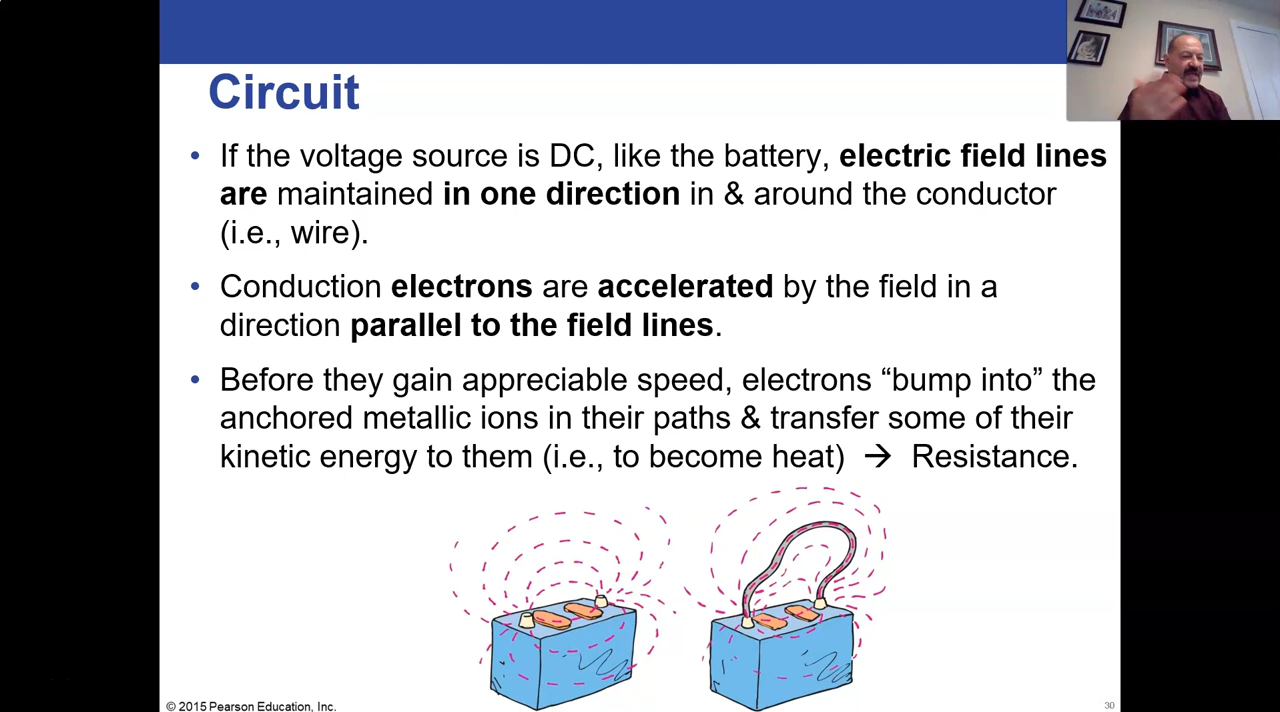 Circuit
• If the voltage source is DC, like the battery, electric field lines
are maintained in one direction in & around the conductor
(i.e., wire).
• Conduction electrons are accelerated by the field in a
direction parallel to the field lines.
• Before they gain appreciable speed, electrons “bump into” the
anchored metallic ions in their paths & transfer some of their
kinetic energy to them (i.e., to become heat) → Resistance.
© 2015 Pearson Education, Inc.
30